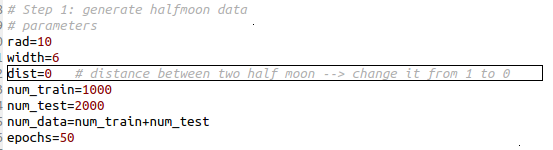 # Step 1: generate halfmoon data
# parameters
rad=10
width=6
dist=0   # distance between two half moon --> change it from 1 to 0
num_train=1000
num_test=2000
num_data=num_train+num_test
epochs=50